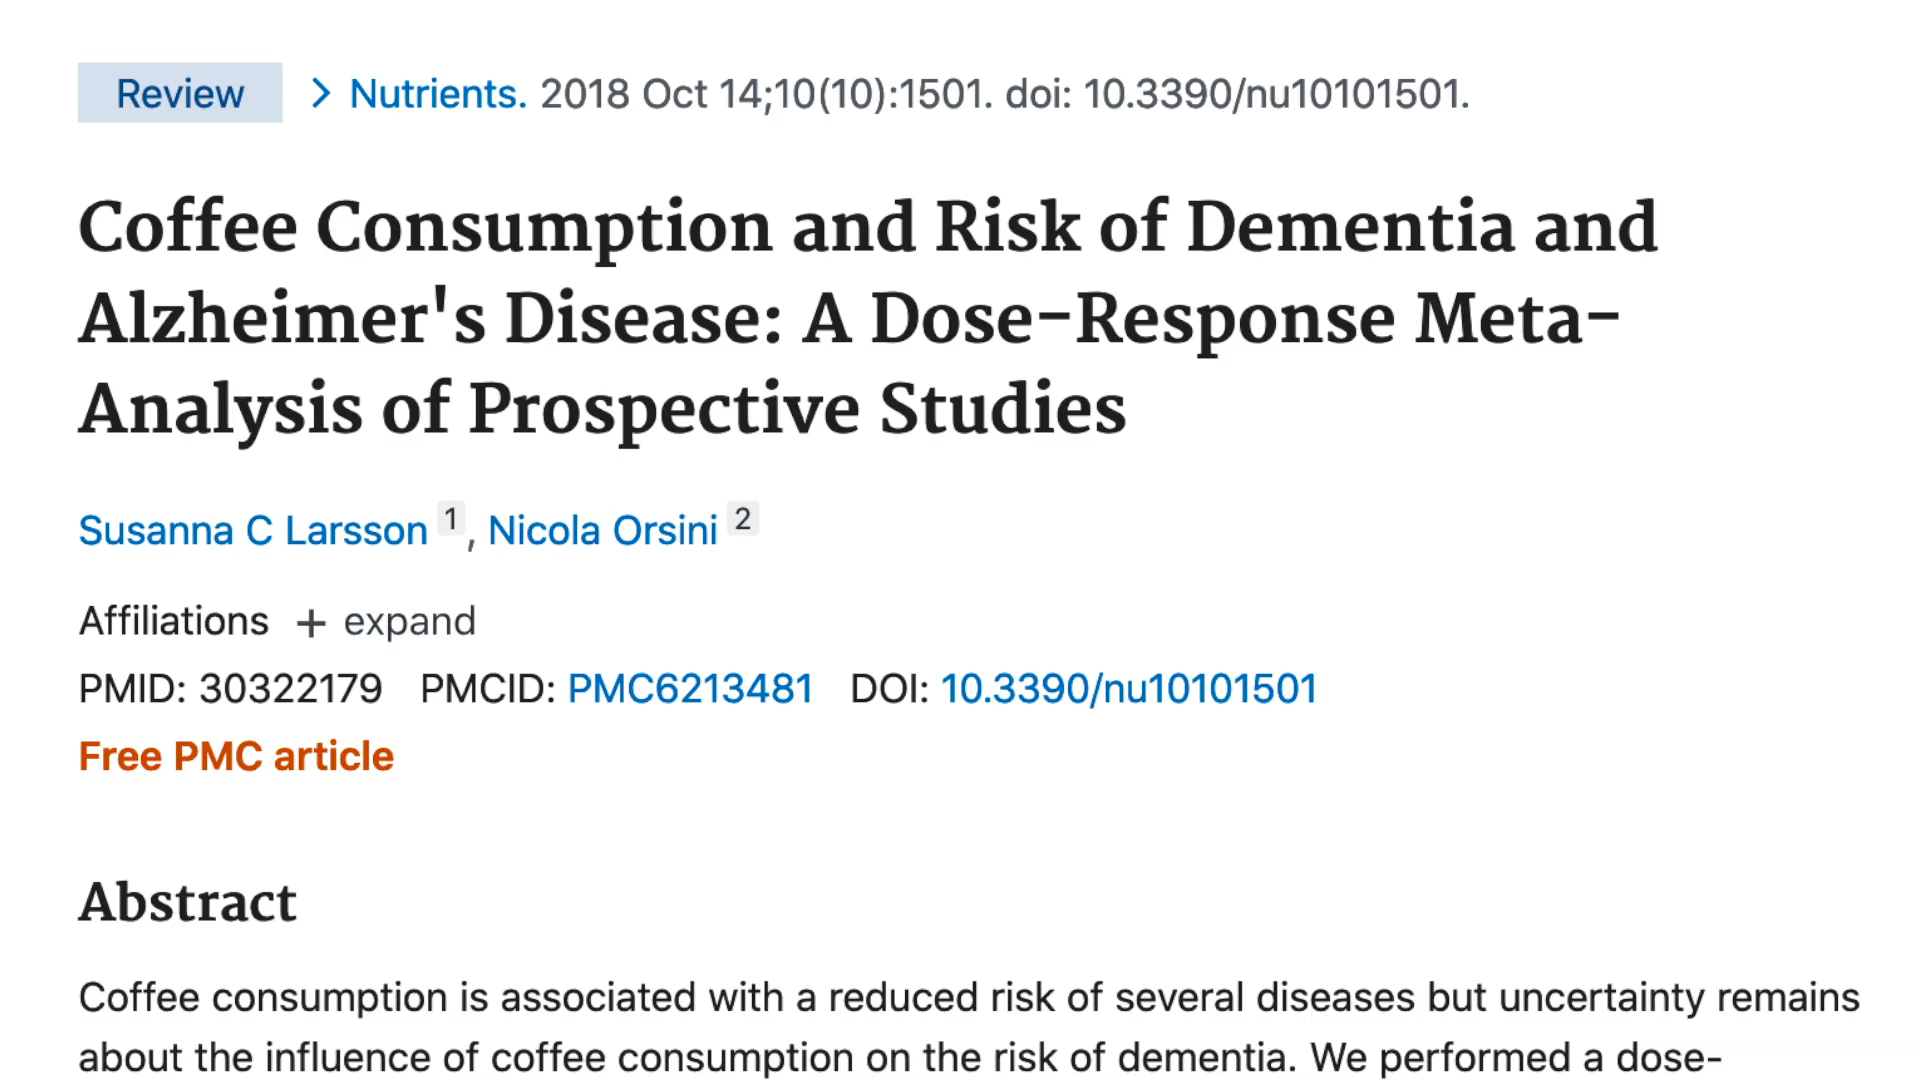 Review > Nutrients. 2018 Oct 14;10(10):1501. doi: 10.3390/nu10101501.
Coffee Consumption and Risk of Dementia and
Alzheimer's Disease: A Dose-Response Meta-
Analysis of Prospective Studies
Susanna C Larsson 1, Nicola Orsini 2
Affiliations + expand
PMID: 30322179 PMCID: PMC6213481 DOI: 10.3390/nu10101501
Free PMC article
Abstract
Coffee consumption is associated with a reduced risk of several diseases but uncertainty remains
about the influence of coffee consumption on the risk of dementia. We performed a dose-